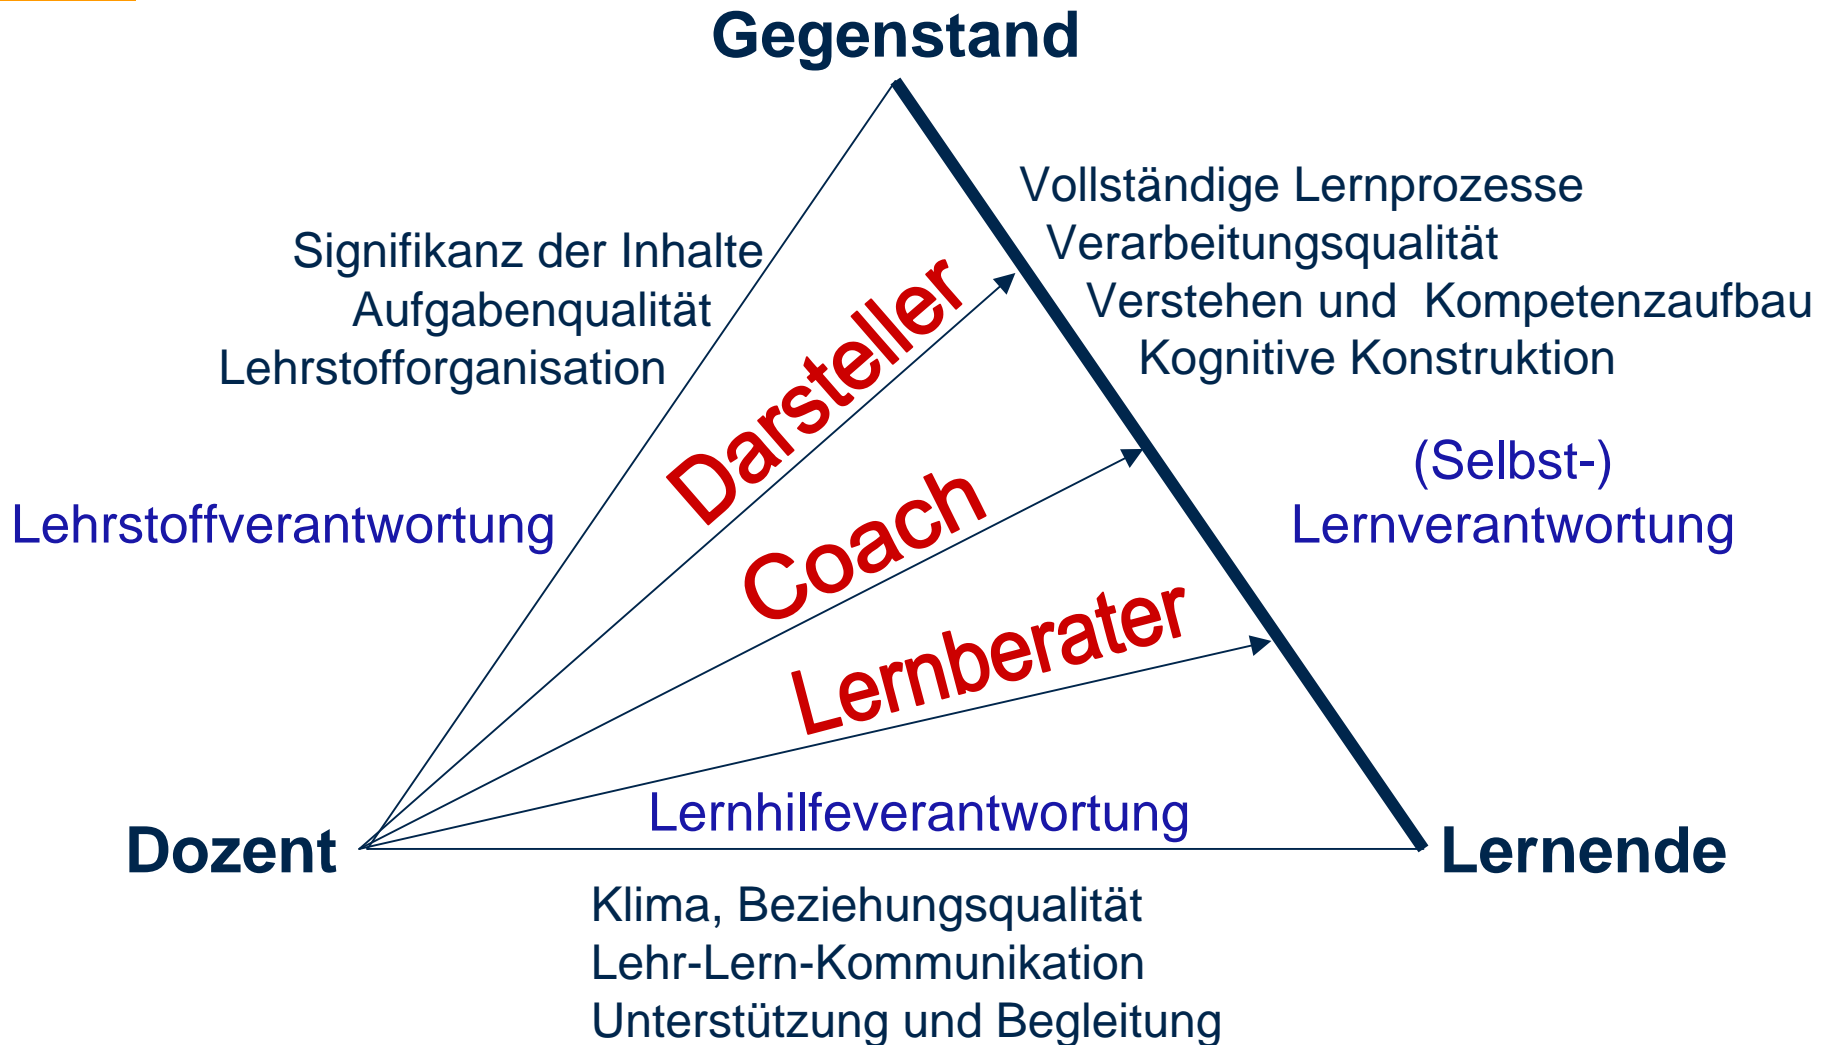 Gegenstand
Vollständige Lernprozesse
Verarbeitungsqualität
Verstehen und  Kompetenzaufbau
Kognitive Konstruktion
Signifikanz der Inhalte
Aufgabenqualität
Lehrstofforganisation
Darsteller
Coach
Lernberater
Lehrstoffverantwortung
(Selbst-)
Lernverantwortung
Lernhilfeverantwortung
Dozent
Lernende
Klima, Beziehungsqualität
Lehr-Lern-Kommunikation
Unterstützung und Begleitung